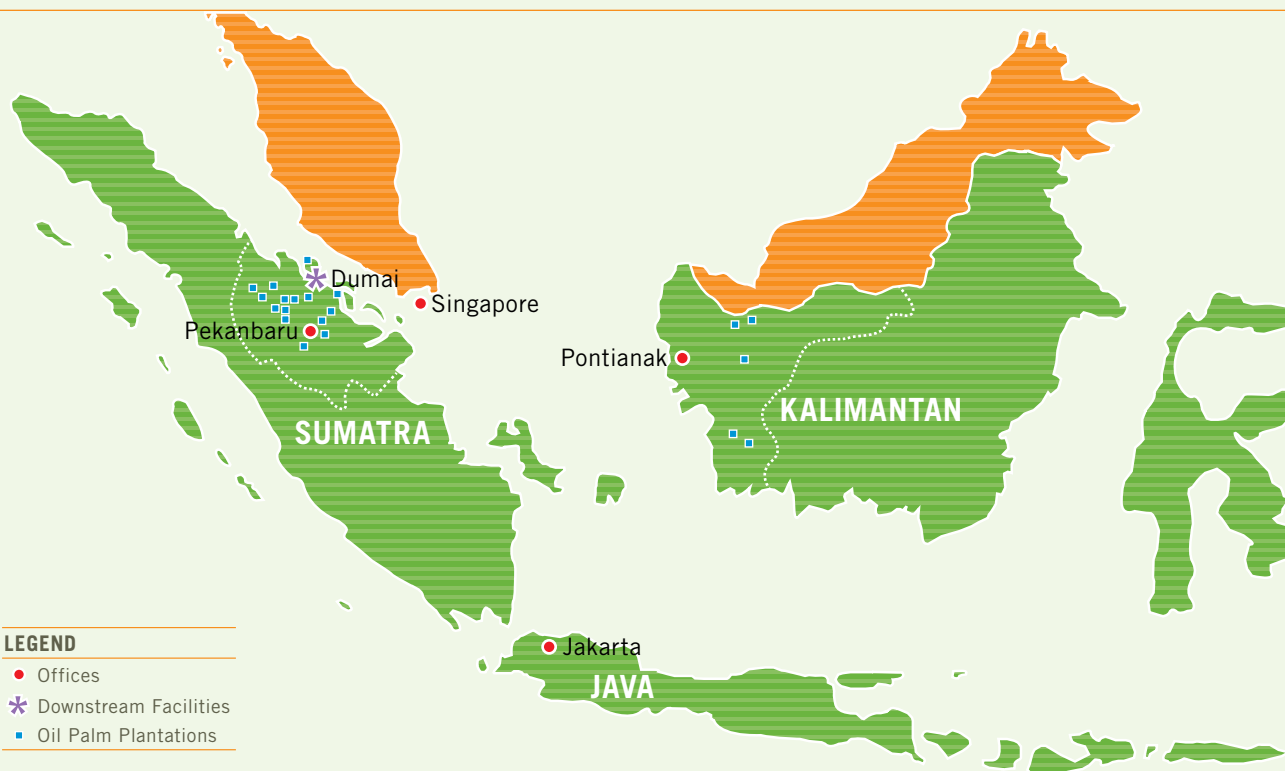 Dumai
Singapore
Pekanbaru
Pontianak
KALIMANTAN
SUMATRA
Jakarta
JAVA
LEGEND
Offices
Downstream Facilities
Oil Palm Plantations